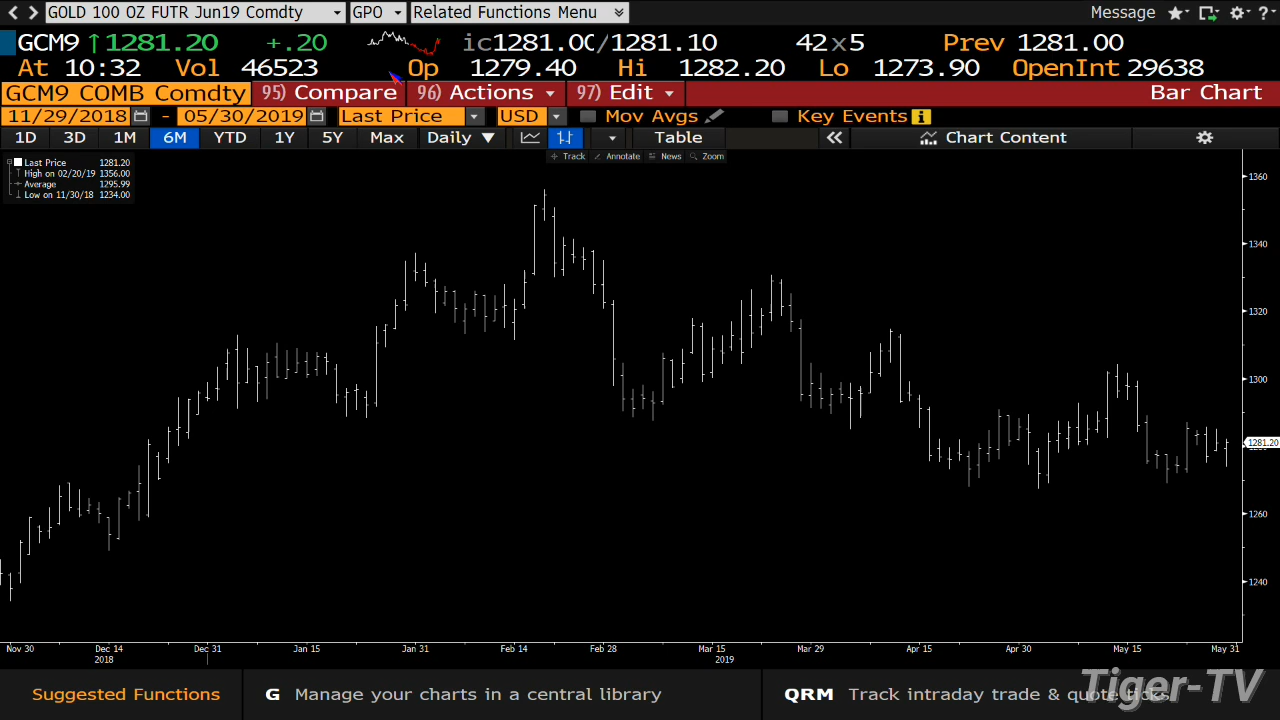 GOLD 100 OZ FUTR Jun19 Comdty GPO Related Functions Menu Message ?
GCM9 ↑1281.20 +.20 ic1281.00/1281.10 42x5 Prev 1281.00
At 10:32 Vol 46523 Op 1279.40 Hi 1282.20 Lo 1273.90 OpenInt 29638
GCM9 COMB Comdty 95) Compare 96) Actions 97) Edit Bar Chart
11/29/2018 - 05/30/2019 Last Price USD Mov Avgs Key Events i
1D 3D 1M 6M YTD 1Y 5Y Max Daily ▼ Table Chart Content
Track Annotate News Zoom
Last Price 1281.20
High on 02/20/19 1356.00
Average 1295.99
Low on 11/30/18 1234.00
1360
1340
1320
1300
1281.20
1260
1240
Nov 30 Dec 14 Dec 31 Jan 15 Jan 31 Feb 14 Feb 28 Mar 15 Mar 29 Apr 15 Apr 30 May 15 May 31
2018 2019
Suggested Functions G Manage your charts in a central library QRM Track intraday trade & quote ticks
Tiger-TV